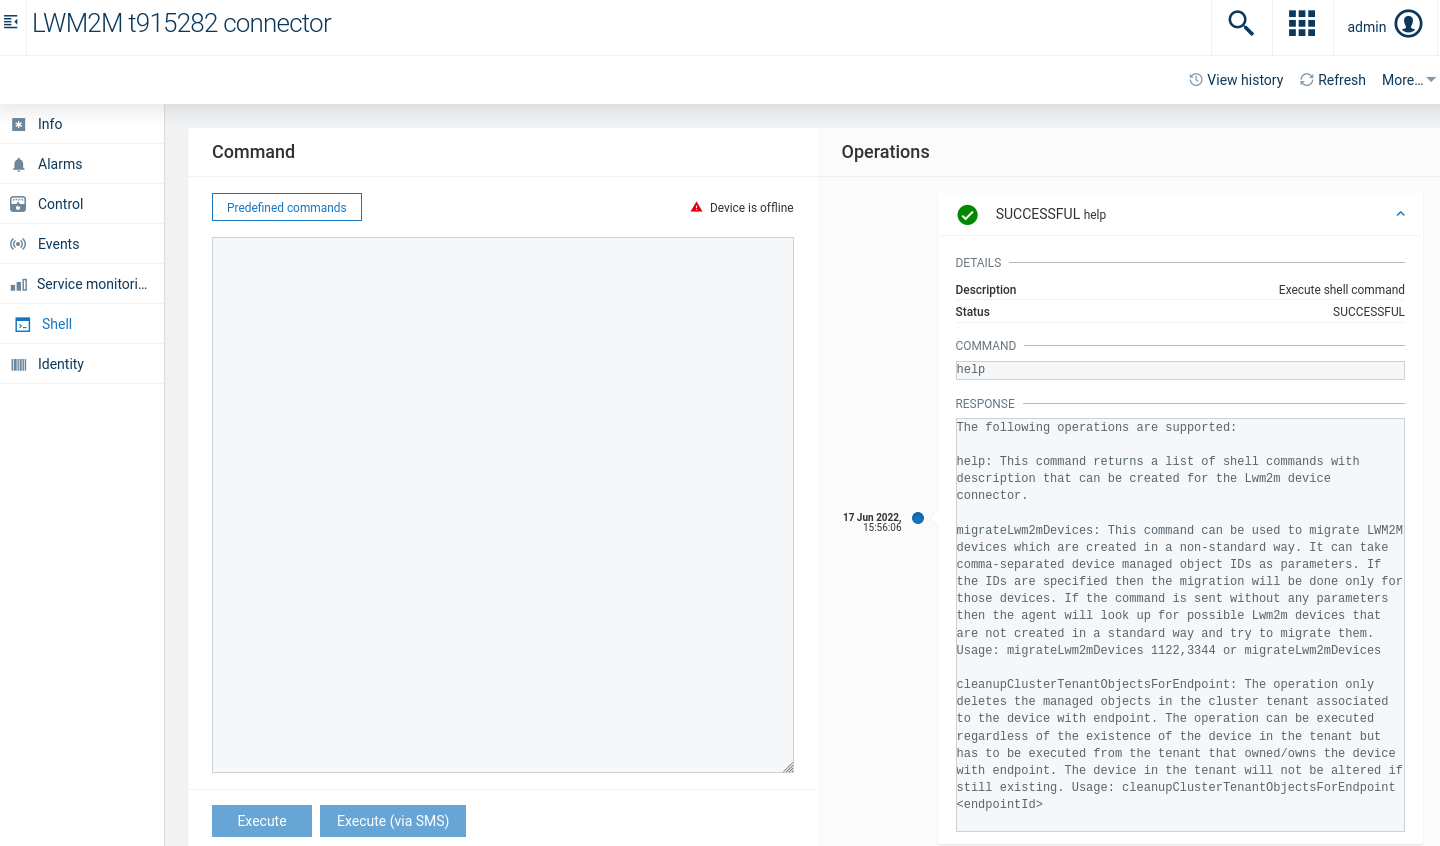 LWM2M t915282 connector
admin
View history
Refresh
More...
Info
Alarms
Control
Events
Service monitori...
Shell
Identity
Command
Predefined commands
Device is offline
Execute
Execute (via SMS)
Operations
17 Jun 2022,
15:56:06
SUCCESSFUL help
DETAILS
Description Execute shell command
Status SUCCESSFUL
COMMAND
help
RESPONSE
The following operations are supported:
help: This command returns a list of shell commands with
description that can be created for the Lwm2m device
connector.
migrateLwm2mDevices: This command can be used to migrate LWM2M
devices which are created in a non-standard way. It can take
comma-separated device managed object IDs as parameters. If
the IDs are specified then the migration will be done only for
those devices. If the command is sent without any parameters
then the agent will look up for possible Lwm2m devices that
are not created in a standard way and try to migrate them.
Usage: migrateLwm2mDevices 1122,3344 or migrateLwm2mDevices
cleanupClusterTenantObjectsForEndpoint: The operation only
deletes the managed objects in the cluster tenant associated
to the device with endpoint. The operation can be executed
regardless of the existence of the device in the tenant but
has to be executed from the tenant that owned/owns the device
with endpoint. The device in the tenant will not be altered if
still existing. Usage: cleanupClusterTenantObjectsForEndpoint
<endpointId>